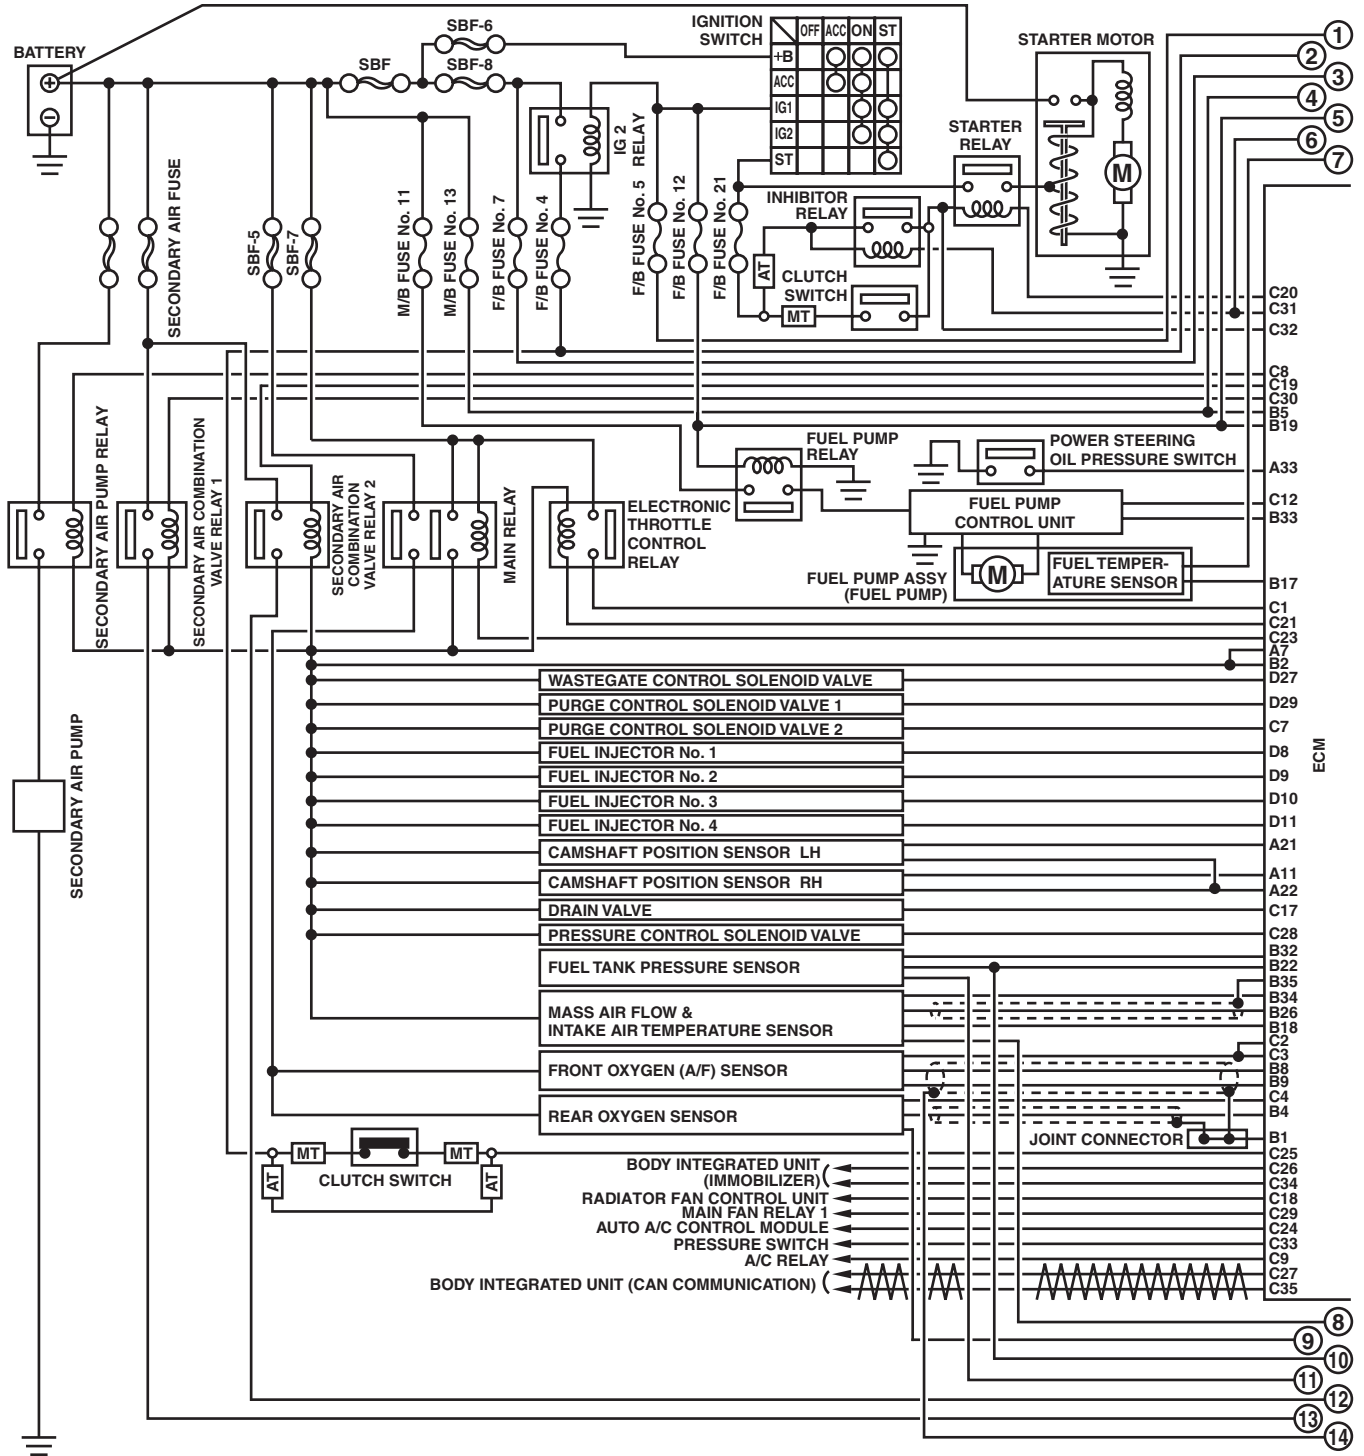 BATTERY
SBF
SBF-6
SBF-8
IGNITION
SWITCH
OFF ACC ON ST
+B
ACC
IG1
IG2
ST
STARTER MOTOR
M
1
2
3
4
5
6
7
IG 2
RELAY
STARTER
RELAY
INHIBITOR
RELAY
AT
CLUTCH
SWITCH
MT
SECONDARY AIR FUSE
SBF-5
SBF-7
M/B FUSE No. 11
M/B FUSE No. 13
F/B FUSE No. 7
F/B FUSE No. 4
F/B FUSE No. 5
F/B FUSE No. 12
F/B FUSE No. 21
C20
C31
C32
C8
C19
C30
B5
B19
FUEL PUMP
RELAY
POWER STEERING
OIL PRESSURE SWITCH
A33
SECONDARY AIR PUMP RELAY
SECONDARY AIR COMBINATION
VALVE RELAY 1
SECONDARY AIR
COMBINATION
VALVE RELAY 2
MAIN RELAY
ELECTRONIC
THROTTLE
CONTROL
RELAY
FUEL PUMP
CONTROL UNIT
C12
B33
FUEL PUMP ASSY
(FUEL PUMP)
M
FUEL TEMPER-
ATURE SENSOR
B17
C1
C21
C23
A7
B2
WASTEGATE CONTROL SOLENOID VALVE
D27
PURGE CONTROL SOLENOID VALVE 1
D29
PURGE CONTROL SOLENOID VALVE 2
C7
FUEL INJECTOR No. 1
D8
FUEL INJECTOR No. 2
D9
FUEL INJECTOR No. 3
D10
FUEL INJECTOR No. 4
D11
ECM
SECONDARY AIR PUMP
CAMSHAFT POSITION SENSOR LH
A21
CAMSHAFT POSITION SENSOR RH
A11
A22
DRAIN VALVE
C17
PRESSURE CONTROL SOLENOID VALVE
C28
FUEL TANK PRESSURE SENSOR
B32
B22
B35
MASS AIR FLOW &
INTAKE AIR TEMPERATURE SENSOR
B34
B26
B18
C2
C3
FRONT OXYGEN (A/F) SENSOR
B8
B9
C4
REAR OXYGEN SENSOR
B4
JOINT CONNECTOR
B1
MT
MT
AT
AT
CLUTCH SWITCH
C25
BODY INTEGRATED UNIT
(IMMOBILIZER)
C26
C34
RADIATOR FAN CONTROL UNIT
C18
MAIN FAN RELAY 1
C29
AUTO A/C CONTROL MODULE
C24
PRESSURE SWITCH
C33
A/C RELAY
C9
BODY INTEGRATED UNIT (CAN COMMUNICATION)
C27
C35
8
9
10
11
12
13
14